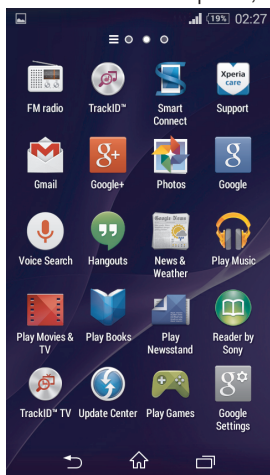 19% 02:27
FM radio TrackID™ Smart Connect Xperia care Support
Gmail Google+ Photos Google
Voice Search Hangouts Google News News & Weather Play Music
Play Movies & TV Play Books Play Newsstand Reader by Sony
TrackID™ TV Update Center Play Games Google Settings